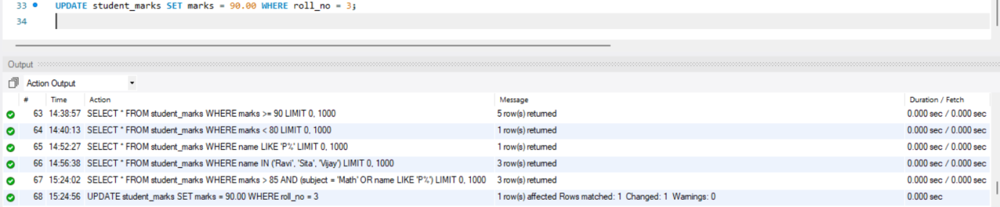 33 UPDATE student_marks SET marks = 90.00 WHERE roll_no = 3;
34
Output
Action Output
# Time Action Message Duration / Fetch
63 14:38:57 SELECT * FROM student_marks WHERE marks >= 90 LIMIT 0, 1000 5 row(s) returned 0.000 sec / 0.000 sec
64 14:40:13 SELECT * FROM student_marks WHERE marks < 80 LIMIT 0, 1000 1 row(s) returned 0.000 sec / 0.000 sec
65 14:52:27 SELECT * FROM student_marks WHERE name LIKE 'P%' LIMIT 0, 1000 1 row(s) returned 0.000 sec / 0.000 sec
66 14:56:38 SELECT * FROM student_marks WHERE name IN ('Ravi', 'Sita', 'Vijay') LIMIT 0, 1000 3 row(s) returned 0.000 sec / 0.000 sec
67 15:24:02 SELECT * FROM student_marks WHERE marks > 85 AND (subject = 'Math' OR name LIKE 'P%') LIMIT 0, 1000 3 row(s) returned 0.000 sec / 0.000 sec
68 15:24:56 UPDATE student_marks SET marks = 90.00 WHERE roll_no = 3 1 row(s) affected Rows matched: 1 Changed: 1 Warnings: 0 0.000 sec